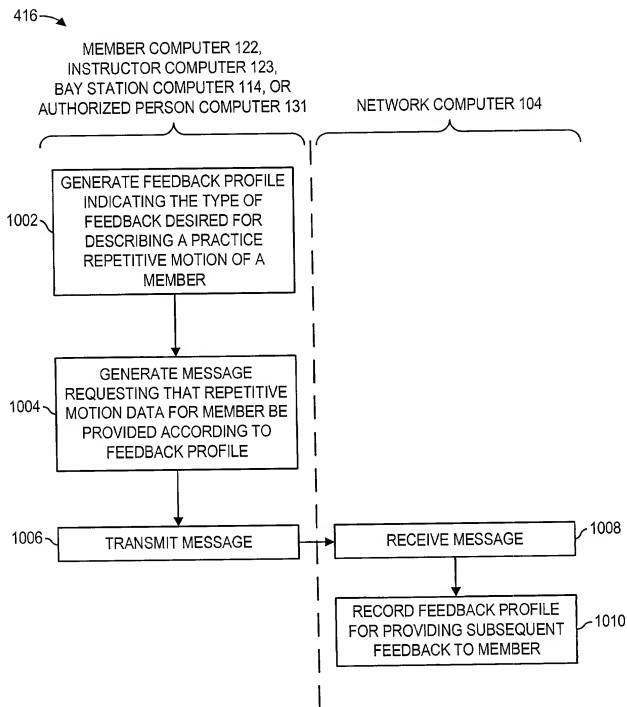 416
MEMBER COMPUTER 122,
INSTRUCTOR COMPUTER 123,
BAY STATION COMPUTER 114, OR
AUTHORIZED PERSON COMPUTER 131
NETWORK COMPUTER 104
1002
GENERATE FEEDBACK PROFILE
INDICATING THE TYPE OF
FEEDBACK DESIRED FOR
DESCRIBING A PRACTICE
REPETITIVE MOTION OF A
MEMBER
1004
GENERATE MESSAGE
REQUESTING THAT REPETITIVE
MOTION DATA FOR MEMBER BE
PROVIDED ACCORDING TO
FEEDBACK PROFILE
1006
TRANSMIT MESSAGE
RECEIVE MESSAGE
1008
RECORD FEEDBACK PROFILE
FOR PROVIDING SUBSEQUENT
FEEDBACK TO MEMBER
1010